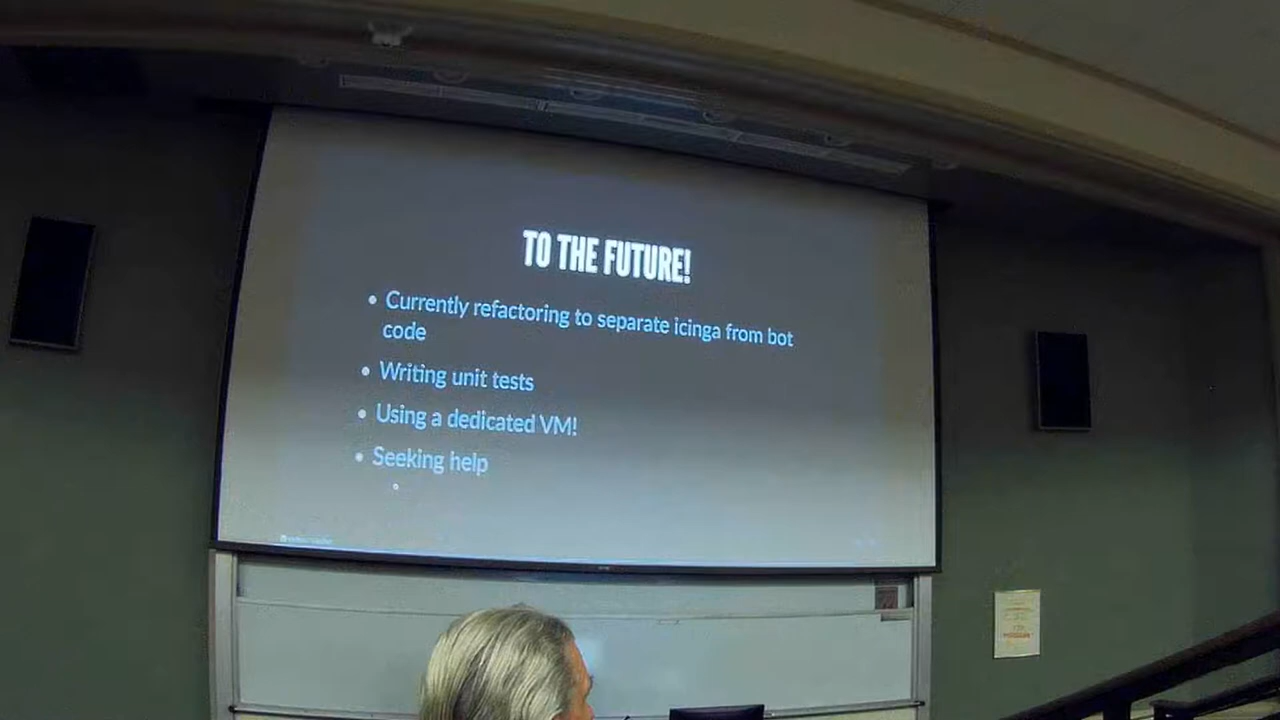 TO THE FUTURE!
• Currently refactoring to separate icinga from bot
code
• Writing unit tests
• Using a dedicated VM!
• Seeking help